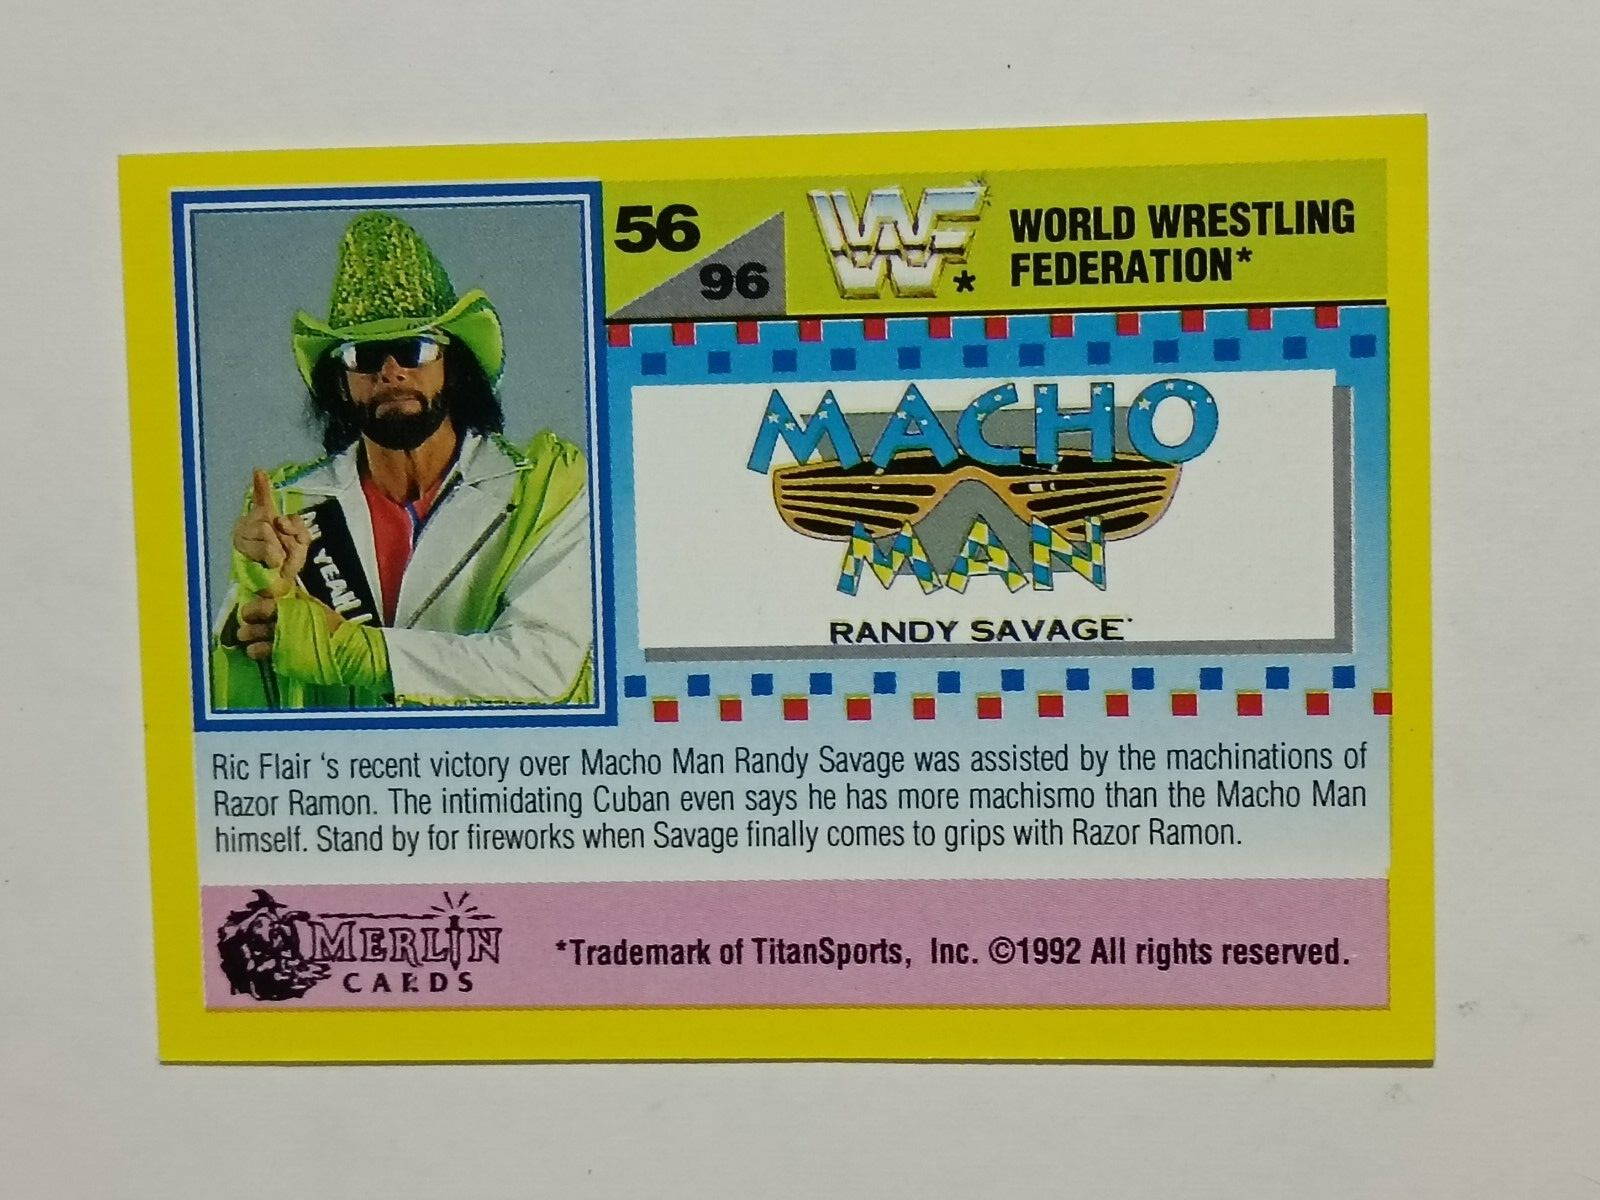 56
96
WF
*
WORLD WRESTLING
FEDERATION*
MACHO
MAN
RANDY SAVAGE
OH YEAH!
Ric Flair 's recent victory over Macho Man Randy Savage was assisted by the machinations of
Razor Ramon. The intimidating Cuban even says he has more machismo than the Macho Man
himself. Stand by for fireworks when Savage finally comes to grips with Razor Ramon.
MERLIN
CARDS
*Trademark of TitanSports, Inc. ©1992 All rights reserved.